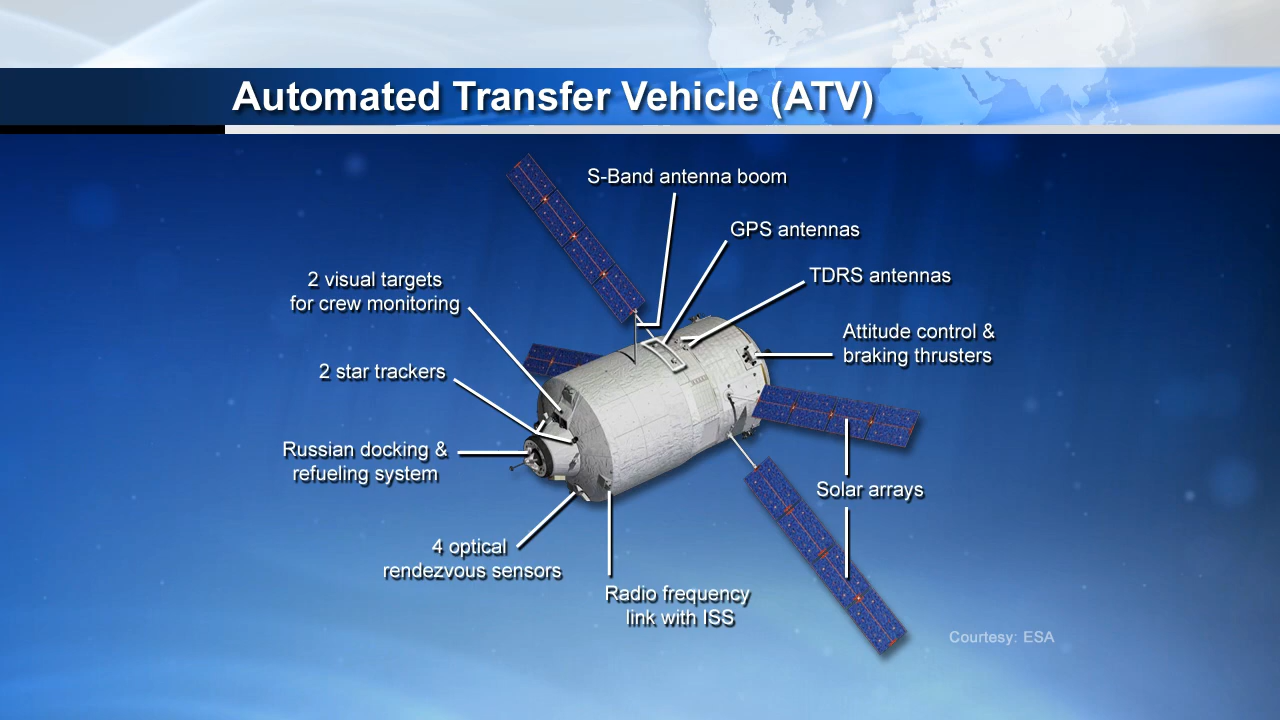 Automated Transfer Vehicle (ATV)
S-Band antenna boom
GPS antennas
TDRS antennas
2 visual targets
for crew monitoring
Attitude control &
braking thrusters
2 star trackers
Russian docking &
refueling system
Solar arrays
4 optical
rendezvous sensors
Radio frequency
link with ISS
Courtesy: ESA